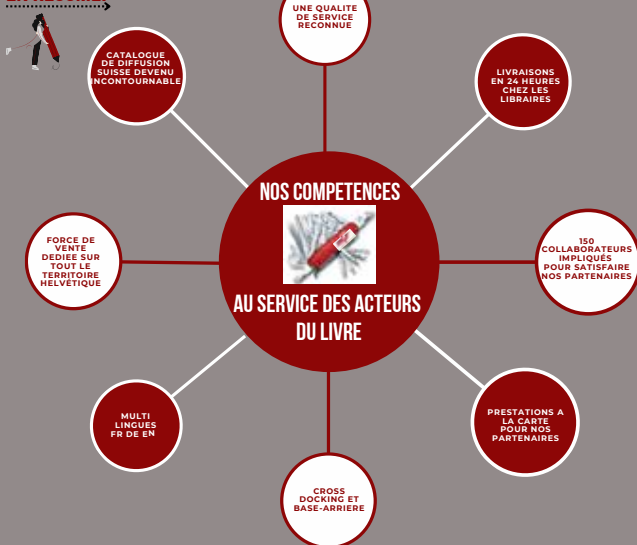 EN RESUME:
UNE QUALITE
DE SERVICE
RECONNUE
CATALOGUE
DE DIFFUSION
SUISSE DEVENU
INCONTOURNABLE
LIVRAISONS
EN 24 HEURES
CHEZ LES
LIBRAIRES
NOS COMPETENCES
AU SERVICE DES ACTEURS
DU LIVRE
FORCE DE
VENTE
DEDIEE SUR
TOUT LE
TERRITOIRE
HELVÉTIQUE
150
COLLABORATEURS
IMPLIQUÉS
POUR SATISFAIRE
NOS PARTENAIRES
MULTI
LINGUES
FR DE EN
PRESTATIONS A
LA CARTE
POUR NOS
PARTENAIRES
CROSS
DOCKING ET
BASE-ARRIERE